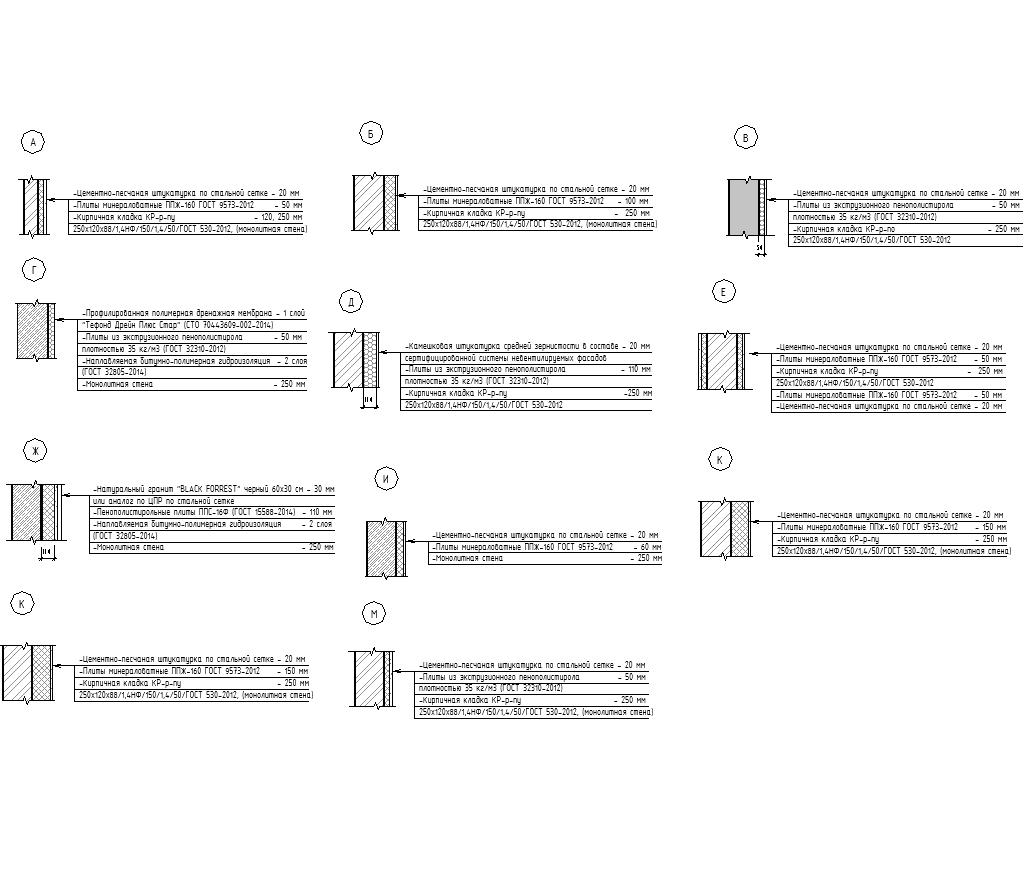 А
-Цементно-песчаная штукатурка по стальной сетке - 20 мм
-Плиты минераловатные ППЖ-160 ГОСТ 9573-2012 - 50 мм
-Кирпичная кладка КР-р-пу - 120, 250 мм
250х120х88/1,4НФ/150/1,4/50/ГОСТ 530-2012, (монолитная стена)
Б
-Цементно-песчаная штукатурка по стальной сетке - 20 мм
-Плиты минераловатные ППЖ-160 ГОСТ 9573-2012 - 100 мм
-Кирпичная кладка КР-р-пу - 250 мм
250х120х88/1,4НФ/150/1,4/50/ГОСТ 530-2012, (монолитная стена)
В
-Цементно-песчаная штукатурка по стальной сетке - 20 мм
-Плиты из экструзионного пенополистирола - 50 мм
плотностью 35 кг/м3 (ГОСТ 32310-2012)
-Кирпичная кладка КР-р-по - 250 мм
250х120х88/1,4НФ/150/1,4/50/ГОСТ 530-2012
50
Г
-Профилированная полимерная дренажная мембрана - 1 слой
"Тефонд Дрейн Плюс Стар" (СТО 70443609-002-2014)
-Плиты из экструзионного пенополистирола - 50 мм
плотностью 35 кг/м3 (ГОСТ 32310-2012)
-Наплавляемая битумно-полимерная гидроизоляция - 2 слоя
(ГОСТ 32805-2014)
-Монолитная стена - 250 мм
Д
-Камешковая штукатурка средней зернистости в составе - 20 мм
сертифицированной системы невентилируемых фасадов
-Плиты из экструзионного пенополистирола - 110 мм
плотностью 35 кг/м3 (ГОСТ 32310-2012)
-Кирпичная кладка КР-р-пу -250 мм
250х120х88/1,4НФ/150/1,4/50/ГОСТ 530-2012
110
Е
-Цементно-песчаная штукатурка по стальной сетке - 20 мм
-Плиты минераловатные ППЖ-160 ГОСТ 9573-2012 - 50 мм
-Кирпичная кладка КР-р-пу - 250 мм
250х120х88/1,4НФ/150/1,4/50/ГОСТ 530-2012
-Плиты минераловатные ППЖ-160 ГОСТ 9573-2012 - 50 мм
-Цементно-песчаная штукатурка по стальной сетке - 20 мм
Ж
-Натуральный гранит "BLACK FORREST" черный 60х30 см - 30 мм
или аналог по ЦПР по стальной сетке
-Пенополистирольные плиты ППС-16Ф (ГОСТ 15588-2014) - 110 мм
-Наплавляемая битумно-полимерная гидроизоляция - 2 слоя
(ГОСТ 32805-2014)
-Монолитная стена - 250 мм
110
И
-Цементно-песчаная штукатурка по стальной сетке - 20 мм
-Плиты минераловатные ППЖ-160 ГОСТ 9573-2012 - 60 мм
-Монолитная стена - 250 мм
К
-Цементно-песчаная штукатурка по стальной сетке - 20 мм
-Плиты минераловатные ППЖ-160 ГОСТ 9573-2012 - 150 мм
-Кирпичная кладка КР-р-пу - 250 мм
250х120х88/1,4НФ/150/1,4/50/ГОСТ 530-2012, (монолитная стена)
К
-Цементно-песчаная штукатурка по стальной сетке - 20 мм
-Плиты минераловатные ППЖ-160 ГОСТ 9573-2012 - 150 мм
-Кирпичная кладка КР-р-пу - 250 мм
250х120х88/1,4НФ/150/1,4/50/ГОСТ 530-2012, (монолитная стена)
М
-Цементно-песчаная штукатурка по стальной сетке - 20 мм
-Плиты из экструзионного пенополистирола - 50 мм
плотностью 35 кг/м3 (ГОСТ 32310-2012)
-Кирпичная кладка КР-р-пу - 250 мм
250х120х88/1,4НФ/150/1,4/50/ГОСТ 530-2012, (монолитная стена)